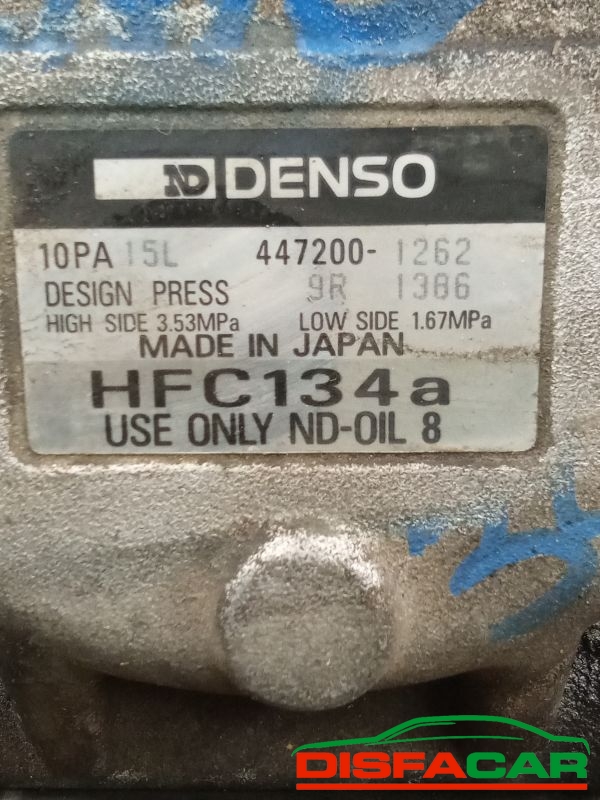 ND DENSO
10PA 15L 447200-1262
DESIGN PRESS 9R 1386
HIGH SIDE 3.53MPa LOW SIDE 1.67MPa
MADE IN JAPAN
HFC134a
USE ONLY ND-OIL 8
DISFACAR